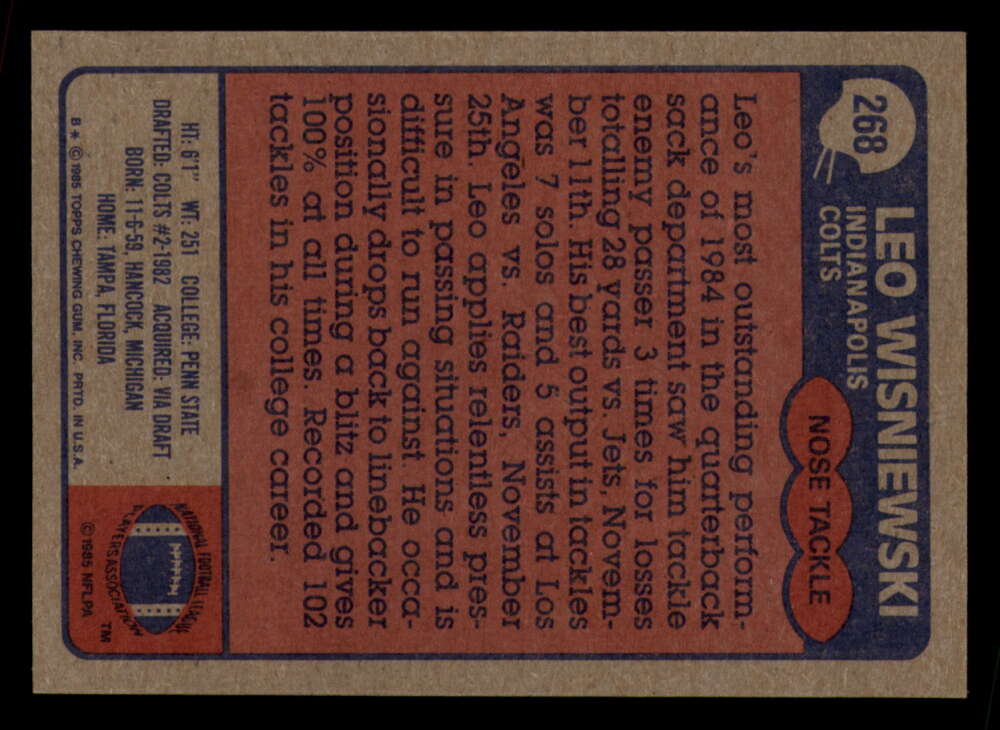 268
LEO WISNIEWSKI
INDIANAPOLIS
COLTS
NOSE TACKLE
Leo's most outstanding perform-
ance of 1984 in the quarterback
sack department saw him tackle
enemy passer 3 times for losses
totalling 28 yards vs. Jets, Novem-
ber 11th. His best output in tackles
was 7 solos and 5 assists at Los
Angeles vs. Raiders, November
25th. Leo applies relentless pres-
sure in passing situations and is
difficult to run against. He occa-
sionally drops back to linebacker
position during a blitz and gives
100% at all times. Recorded 102
tackles in his college career.
HT: 6'1" WT: 251 COLLEGE: PENN STATE
DRAFTED: COLTS #2-1982 ACQUIRED: VIA DRAFT
BORN: 11-6-59, HANCOCK, MICHIGAN
HOME: TAMPA, FLORIDA
B * © 1985 TOPPS CHEWING GUM, INC. PRTD. IN U.S.A.
NATIONAL FOOTBALL LEAGUE
PLAYERS ASSOCIATION
TM
© 1985 NFLPA